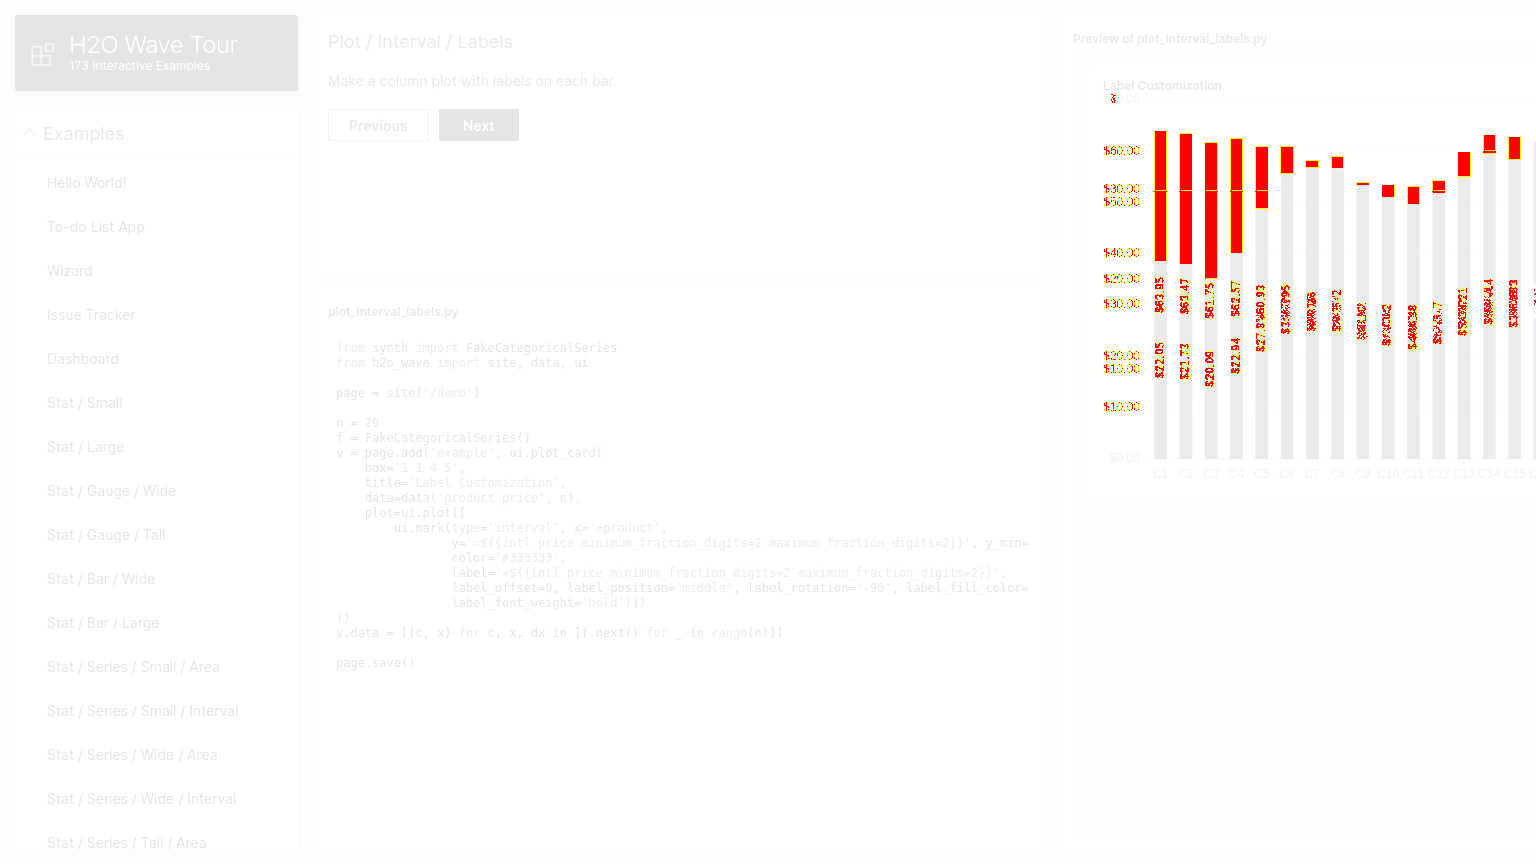 H2O Wave Tour
173 Interactive Examples
Examples
Hello World!
To-do List App
Wizard
Issue Tracker
Dashboard
Stat / Small
Stat / Large
Stat / Gauge / Wide
Stat / Gauge / Tall
Stat / Bar / Wide
Stat / Bar / Large
Stat / Series / Small / Area
Stat / Series / Small / Interval
Stat / Series / Wide / Area
Stat / Series / Wide / Interval
Stat / Series / Tall / Area
Plot / Interval / Labels
Make a column plot with labels on each bar.
Previous
Next
plot_interval_labels.py
from synth import FakeCategoricalSeries
from h2o_wave import site, data, ui
page = site['/demo']
n = 20
f = FakeCategoricalSeries()
v = page.add('example', ui.plot_card(
box='1 1 4 5',
title='Label Customization',
data=data('product price', n),
plot=ui.plot([
ui.mark(type='interval', x='=product',
y='=${{intl price minimum_fraction_digits=2 maximum_fraction_digits=2}}', y_min=
color='#333333',
label='=${{intl price minimum_fraction_digits=2 maximum_fraction_digits=2}}',
label_offset=0, label_position='middle', label_rotation='-90', label_fill_color=
label_font_weight='bold')])
))
v.data = [(c, x) for c, x, dx in [f.next() for _ in range(n)]]
page.save()
Preview of plot_interval_labels.py
Label Customization
$60.00
$30.00
$50.00
$40.00
$20.00
$30.00
$20.00
$10.00
$10.00
$0.00
$63.95
$63.47
$61.75
$62.57
$60.93
$22.05
$21.73
$20.09
$22.94
C1 C2 C3 C4 C5 C6 C7 C8 C9 C10 C11 C12 C13 C14 C15